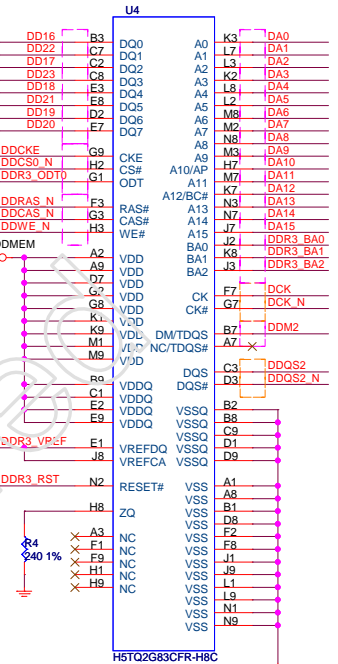 U4
DD16 B3 DQ0 A0 K3 DA0
DD22 C7 DQ1 A1 L7 DA1
DD17 C2 DQ2 A2 L3 DA2
DD23 C8 DQ3 A3 K2 DA3
DD18 E3 DQ4 A4 L8 DA4
DD21 E8 DQ5 A5 L2 DA5
DD19 D2 DQ6 A6 M8 DA6
DD20 E7 DQ7 A7 M2 DA7
A8 N8 DA8
DDCKE G9 CKE A9 M3 DA9
DDCS0_N H2 CS# A10/AP H7 DA10
DDR3_ODT0 G1 ODT A11 M7 DA11
A12/BC# K7 DA12
DDRAS_N F3 RAS# A13 N3 DA13
DDCAS_N G3 CAS# A14 N7 DA14
DDWE_N H3 WE# A15 J7 DA15
DMEM BA0 J2 DDR3_BA0
A2 VDD BA1 K8 DDR3_BA1
A9 VDD BA2 J3 DDR3_BA2
D7 VDD
VDD CK F7 DCK
G8 VDD CK# G7 DCK_N
VDD
K9 DM/TDQS B7 DDM2
M1 VDD NC/TDQS# A7
M9 VDD
DQS C3 DDQS2
B9 VDDQ DQS# D3 DDQS2_N
C1 VDDQ
E2 VDDQ VSSQ B2
E9 VDDQ VSSQ B8
VSSQ C9
DDR3_VREF E1 VREFDQ VSSQ D1
J8 VREFCA VSSQ D9
DDR3_RST N2 RESET# VSS A1
VSS A8
H8 ZQ VSS B1
VSS D8
A3 NC VSS F2
F1 NC VSS F8
R4
240 1%
F9 NC VSS J1
H1 NC VSS J9
H9 NC VSS L1
VSS L9
VSS N1
VSS N9
H5TQ2G83CFR-H8C